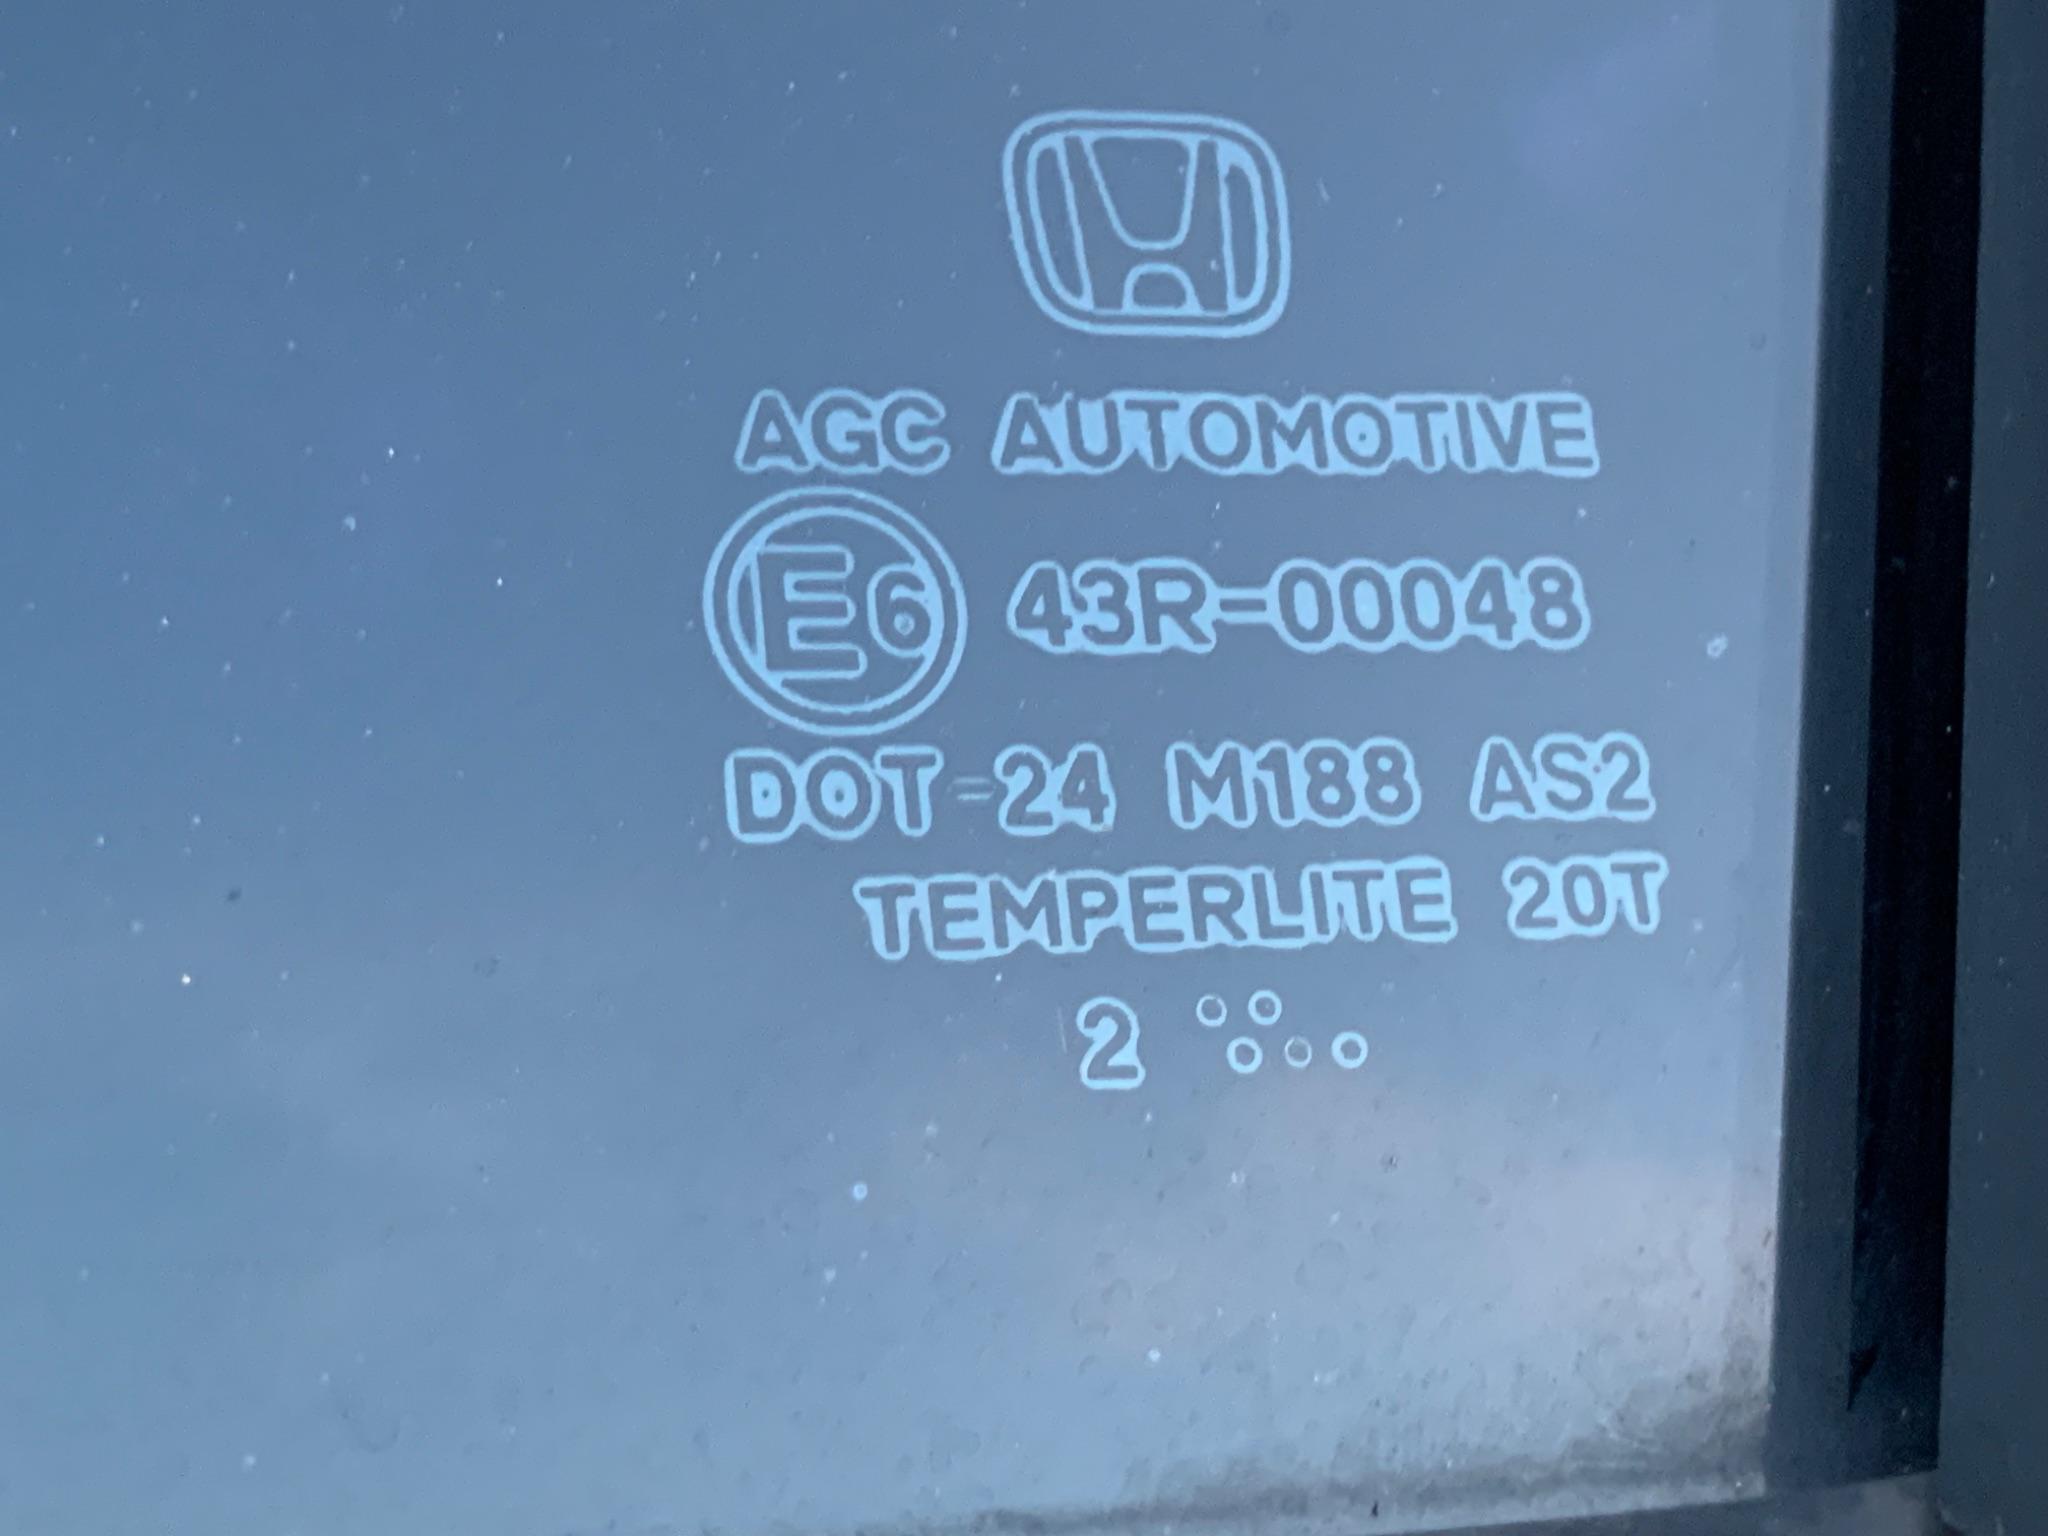 AGC AUTOMOTIVE
E6 43R-00048
DOT-24 M188 AS2
TEMPERLITE 20T
2